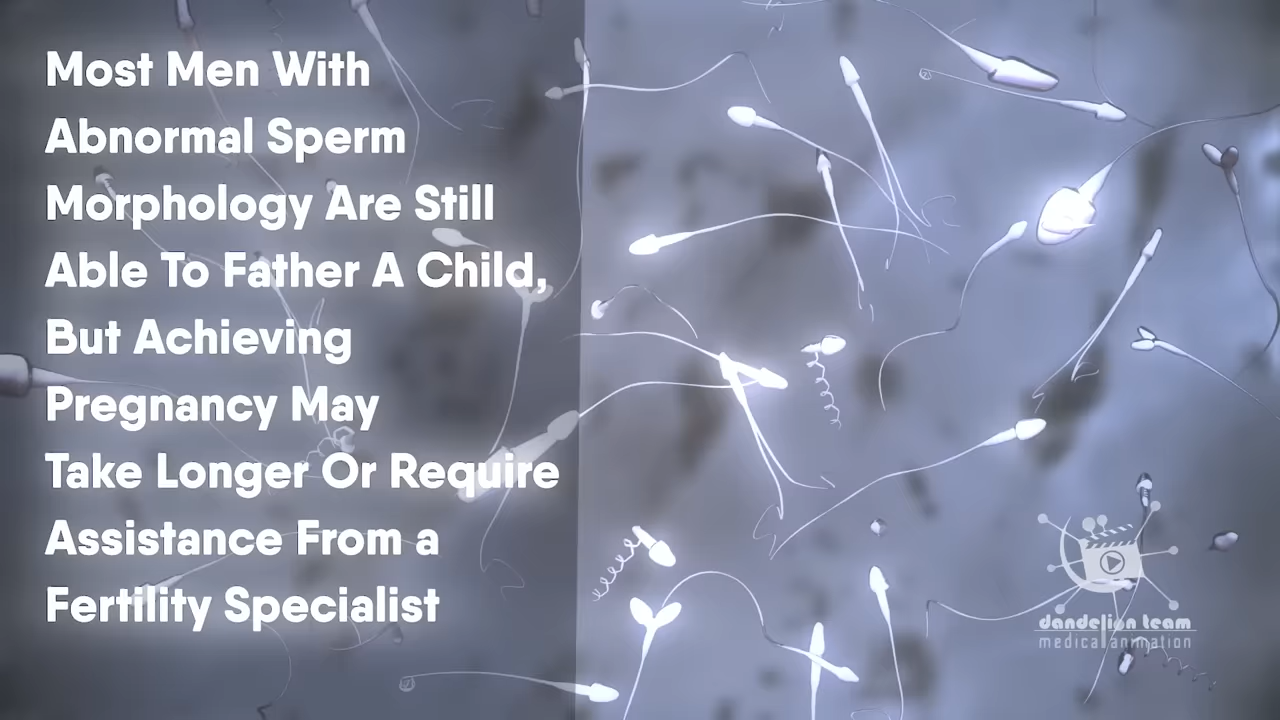 Most Men With
Abnormal Sperm
Morphology Are Still
Able To Father A Child,
But Achieving
Pregnancy May
Take Longer Or Require
Assistance From a
Fertility Specialist
dandelion team
medical animation